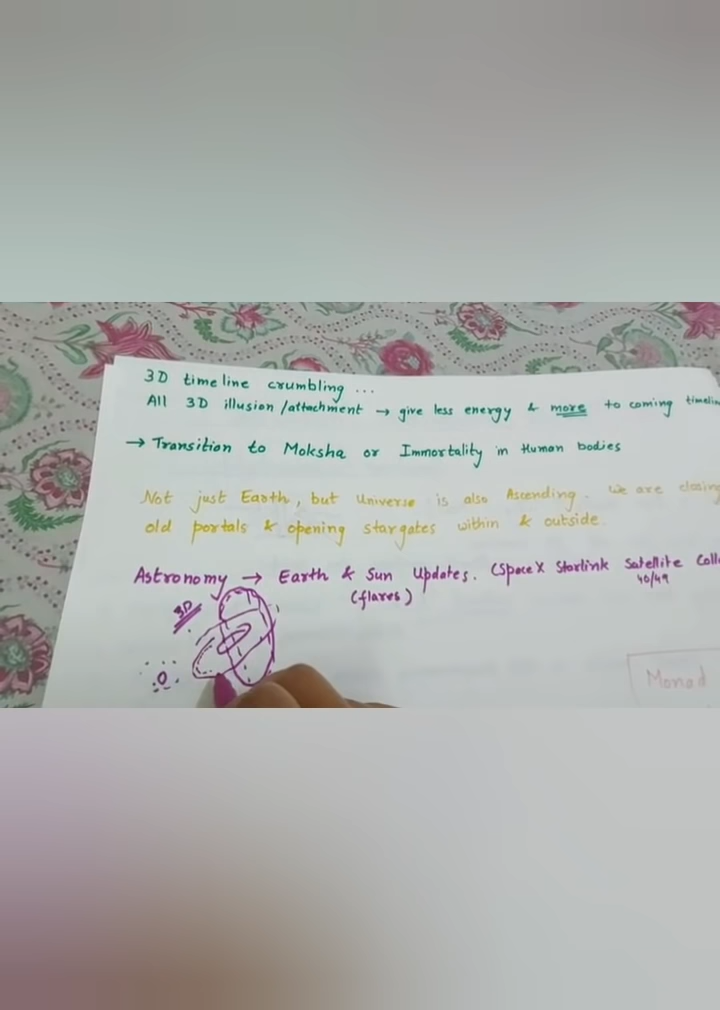 3D timeline crumbling ...
All 3D illusion/attachment → give less energy & more to coming
→ Transition to Moksha or Immortality in Human bodies
Not just Earth, but Universe is also Ascending. We are closing
old portals & opening stargates within & outside.
Astronomy → Earth & Sun Updates. (SpaceX Starlink Satellite
(flares)
40/49
3D
Monad